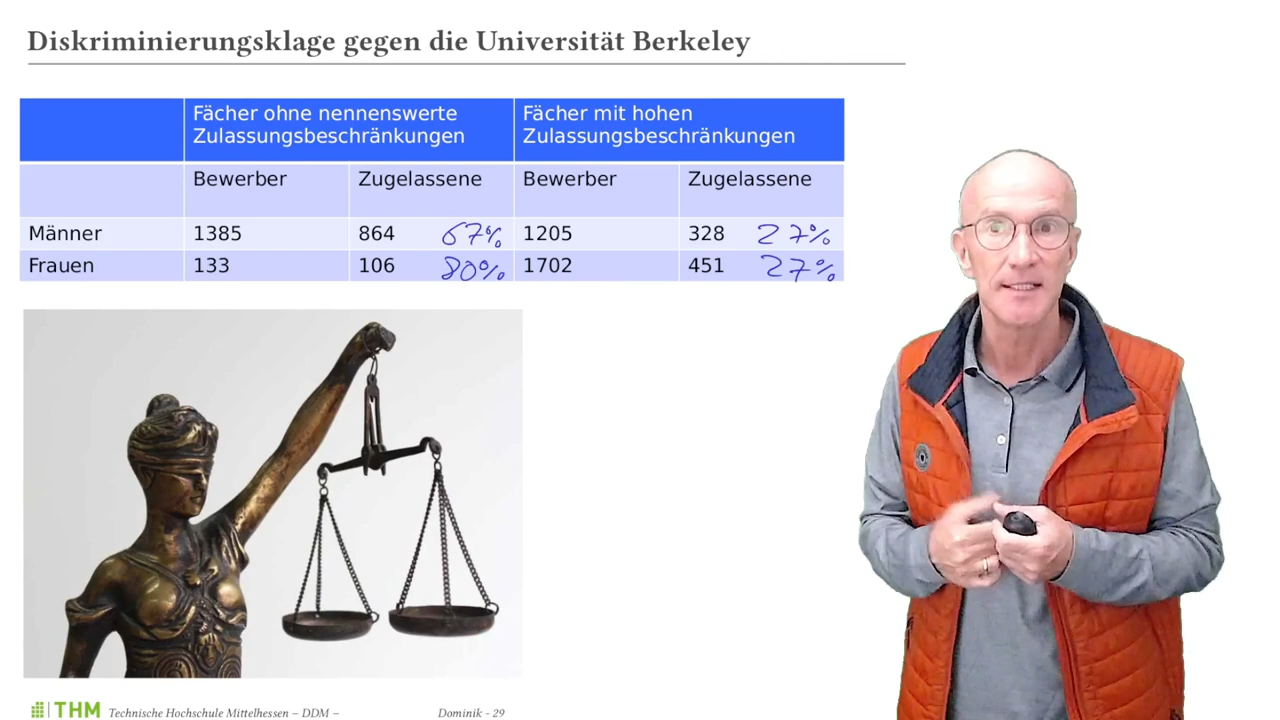 Diskriminierungsklage gegen die Universität Berkeley
Fächer ohne nennenswerte Zulassungsbeschränkungen
Fächer mit hohen Zulassungsbeschränkungen
Bewerber Zugelassene Bewerber Zugelassene
Männer 1385 864 67% 1205 328 27%
Frauen 133 106 80% 1702 451 27%
THM Technische Hochschule Mittelhessen – DDM –
Dominik - 29